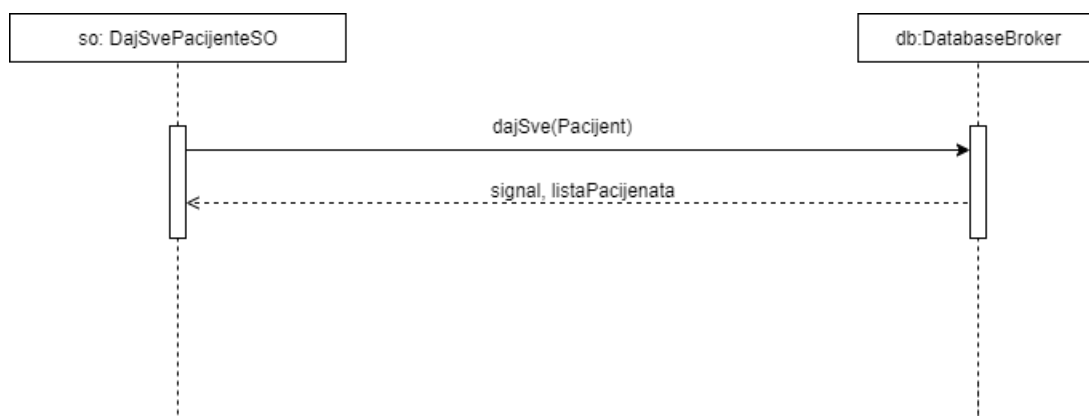 so: DajSvePacijenteSO
db:DatabaseBroker
dajSve(Pacijent)
signal, listaPacijenata